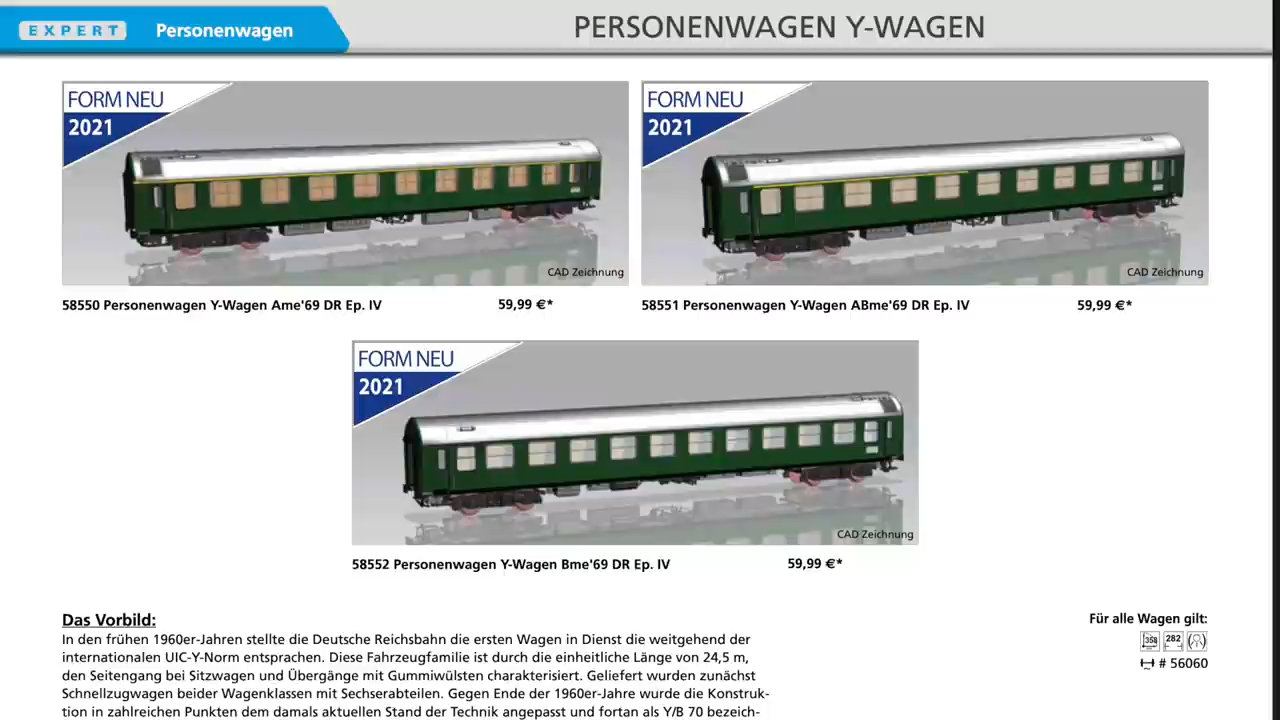 EXPERT Personenwagen
PERSONENWAGEN Y-WAGEN
FORM NEU
2021
CAD Zeichnung
58550 Personenwagen Y-Wagen Ame'69 DR Ep. IV 59,99 €*
FORM NEU
2021
CAD Zeichnung
58551 Personenwagen Y-Wagen ABme'69 DR Ep. IV 59,99 €*
FORM NEU
2021
CAD Zeichnung
58552 Personenwagen Y-Wagen Bme'69 DR Ep. IV 59,99 €*
Das Vorbild:
In den frühen 1960er-Jahren stellte die Deutsche Reichsbahn die ersten Wagen in Dienst die weitgehend der
internationalen UIC-Y-Norm entsprachen. Diese Fahrzeugfamilie ist durch die einheitliche Länge von 24,5 m,
den Seitengang bei Sitzwagen und Übergänge mit Gummiwülsten charakterisiert. Geliefert wurden zunächst
Schnellzugwagen beider Wagenklassen mit Sechserabteilen. Gegen Ende der 1960er-Jahre wurde die Konstruk-
tion in zahlreichen Punkten dem damals aktuellen Stand der Technik angepasst und fortan als Y/B 70 bezeich-
Für alle Wagen gilt:
358 282
# 56060